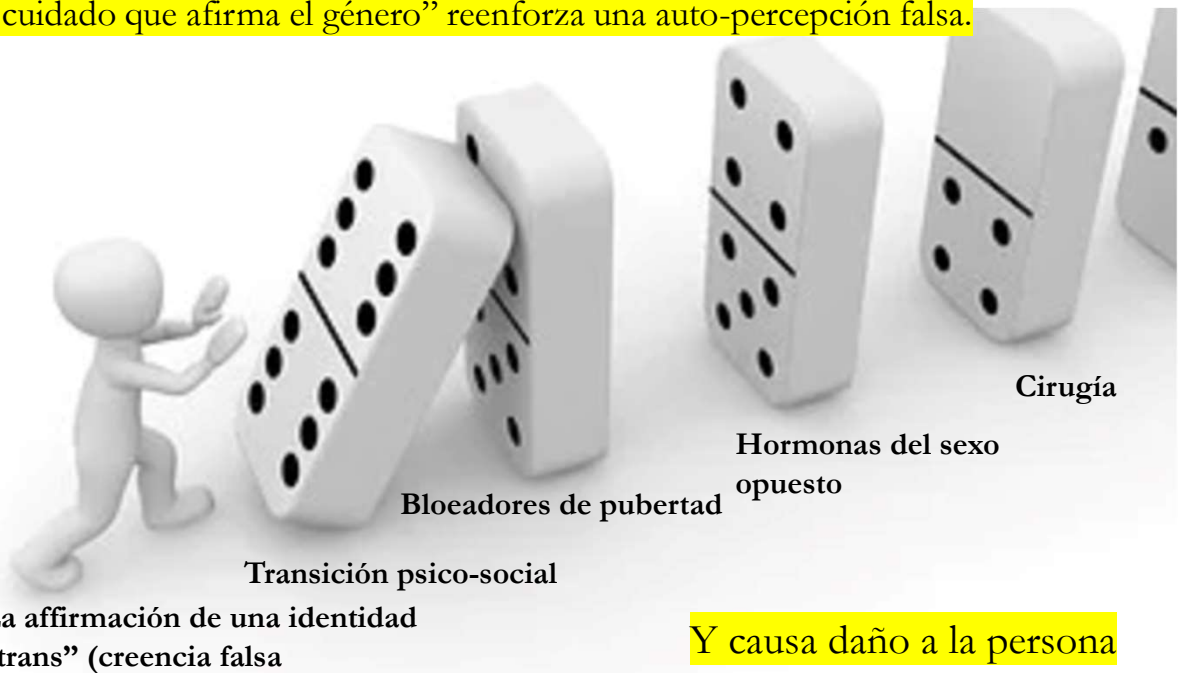 cuidado que afirma el género” reenforza una auto-percepción falsa.
Cirugía
Hormonas del sexo
opuesto
Bloeadores de pubertad
Transición psico-social
a affirmación de una identidad
trans” (creencia falsa
Y causa daño a la persona